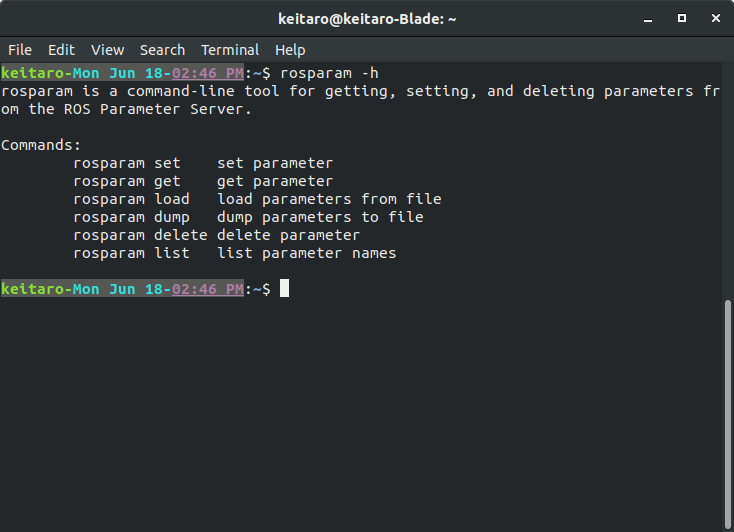 keitaro@keitaro-Blade: ~
File Edit View Search Terminal Help
keitaro-Mon Jun 18-02:46 PM:~$ rosparam -h
rosparam is a command-line tool for getting, setting, and deleting parameters fr
om the ROS Parameter Server.
Commands:
rosparam set set parameter
rosparam get get parameter
rosparam load load parameters from file
rosparam dump dump parameters to file
rosparam delete delete parameter
rosparam list list parameter names
keitaro-Mon Jun 18-02:46 PM:~$